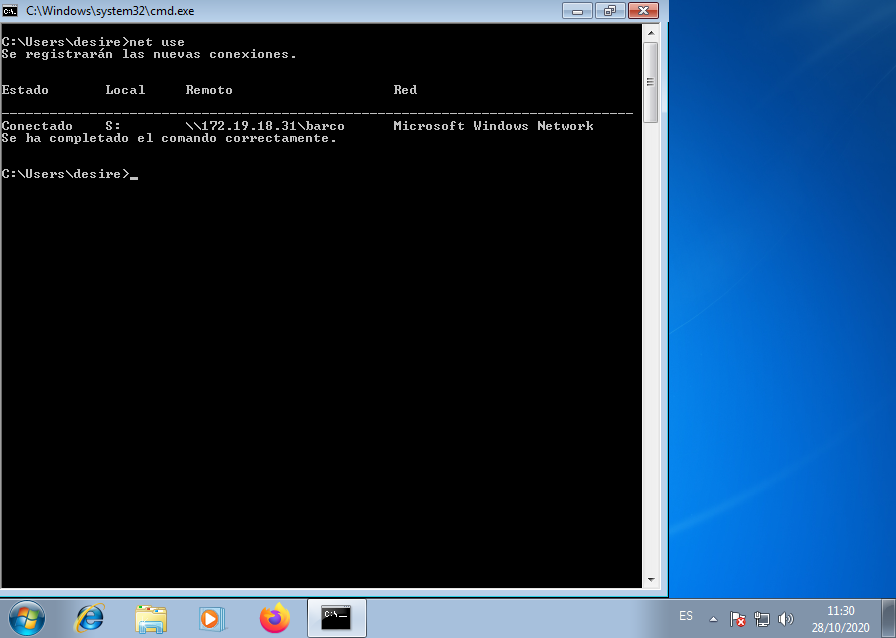 C:\Windows\system32\cmd.exe
C:\Users\desire>net use
Se registrarán las nuevas conexiones.
Estado Local Remoto Red
-------------------------------------------------------------------------------
Conectado S: \\172.19.18.31\barco Microsoft Windows Network
Se ha completado el comando correctamente.
C:\Users\desire>_
ES
11:30
28/10/2020